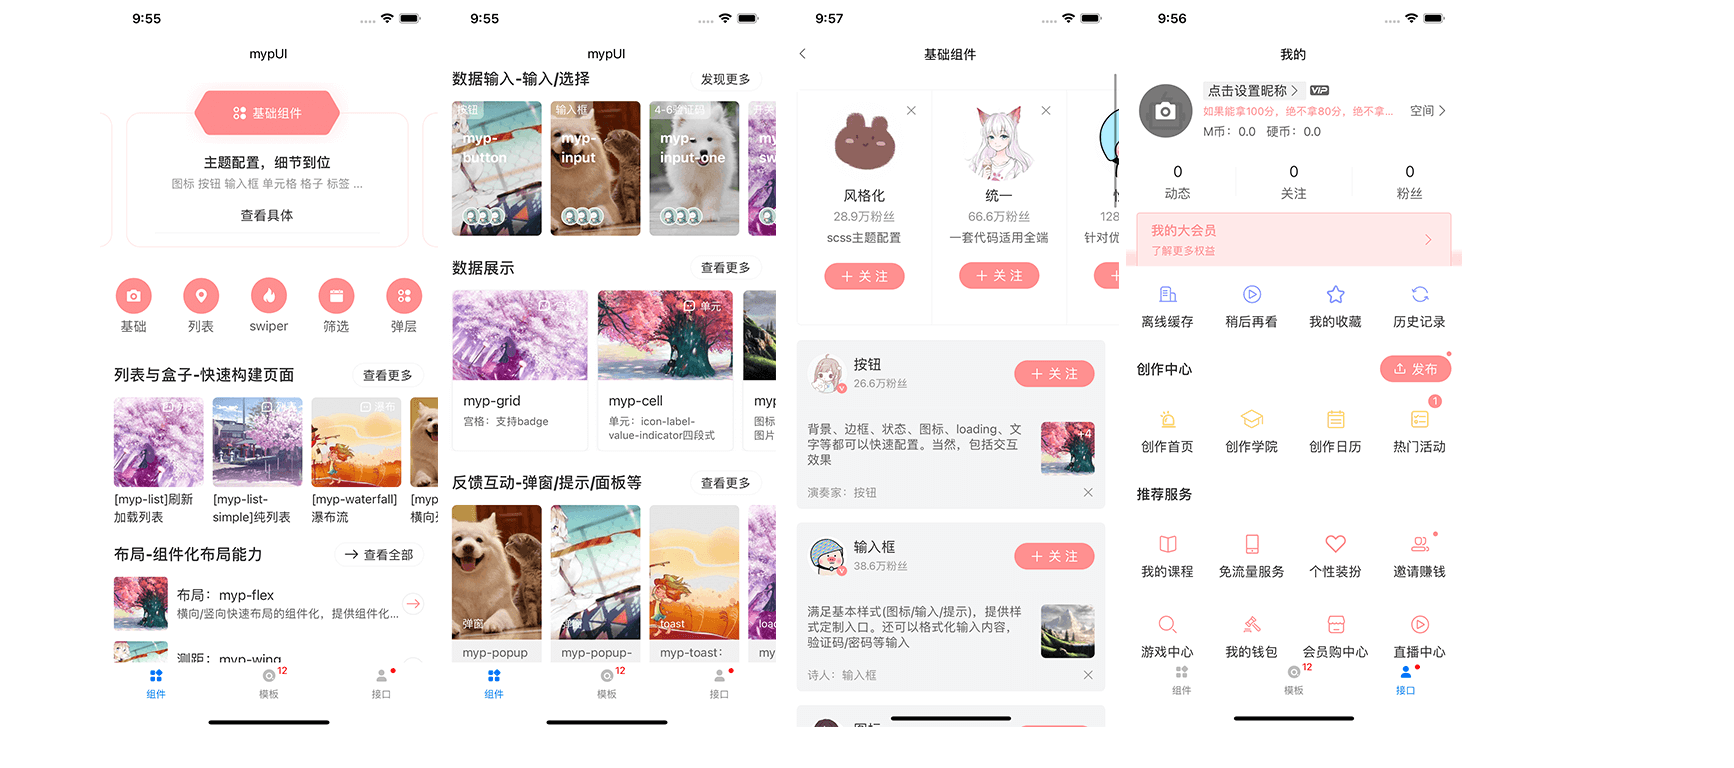 9:55
mypUI
基础组件
主题配置，细节到位
图标 按钮 输入框 单元格 格子 标签 ...
查看具体
基础
列表
swiper
筛选
弹层
列表与盒子-快速构建页面
查看更多
列表
列表
瀑布
[myp-list]刷新
加载列表
[myp-list-
simple]纯列表
[myp-waterfall]
瀑布流
[myp
横向列
布局-组件化布局能力
查看全部
布局：myp-flex
横向/竖向快速布局的组件化，提供组件化...
测距：myp-wing
组件
12
模板
接口
9:55
mypUI
数据输入-输入/选择
发现更多
按钮
myp-
button
输入框
myp-
input
4-6验证码
myp-
input-one
开关
myp-
sw
数据展示
查看更多
单元
myp-grid
宫格：支持badge
myp-cell
单元：icon-label-
value-indicator四段式
myp
图标
图片
反馈互动-弹窗/提示/面板等
查看更多
弹窗
弹窗
toast
load
myp-popup
myp-popup-
myp-toast：
my
组件
12
模板
接口
9:57
基础组件
风格化
28.9万粉丝
scss主题配置
关注
统一
66.6万粉丝
一套代码适用全端
关注
128
针对优
按钮
26.6万粉丝
关注
背景、边框、状态、图标、loading、文
字等都可以快速配置。当然，包括交互
效果
+4
演奏家：按钮
输入框
38.6万粉丝
关注
满足基本样式(图标/输入/提示)，提供样
式定制入口。还可以格式化输入内容，
验证码/密码等输入
诗人：输入框
图标
9:56
我的
点击设置昵称
VIP
如果能拿100分，绝不拿80分，绝不拿...
空间
M币：0.0 硬币：0.0
0
动态
0
关注
0
粉丝
我的大会员
了解更多权益
离线缓存
稍后再看
我的收藏
历史记录
创作中心
发布
创作首页
创作学院
创作日历
1
热门活动
推荐服务
我的课程
免流量服务
个性装扮
邀请赚钱
游戏中心
我的钱包
会员购中心
直播中心
组件
12
模板
接口